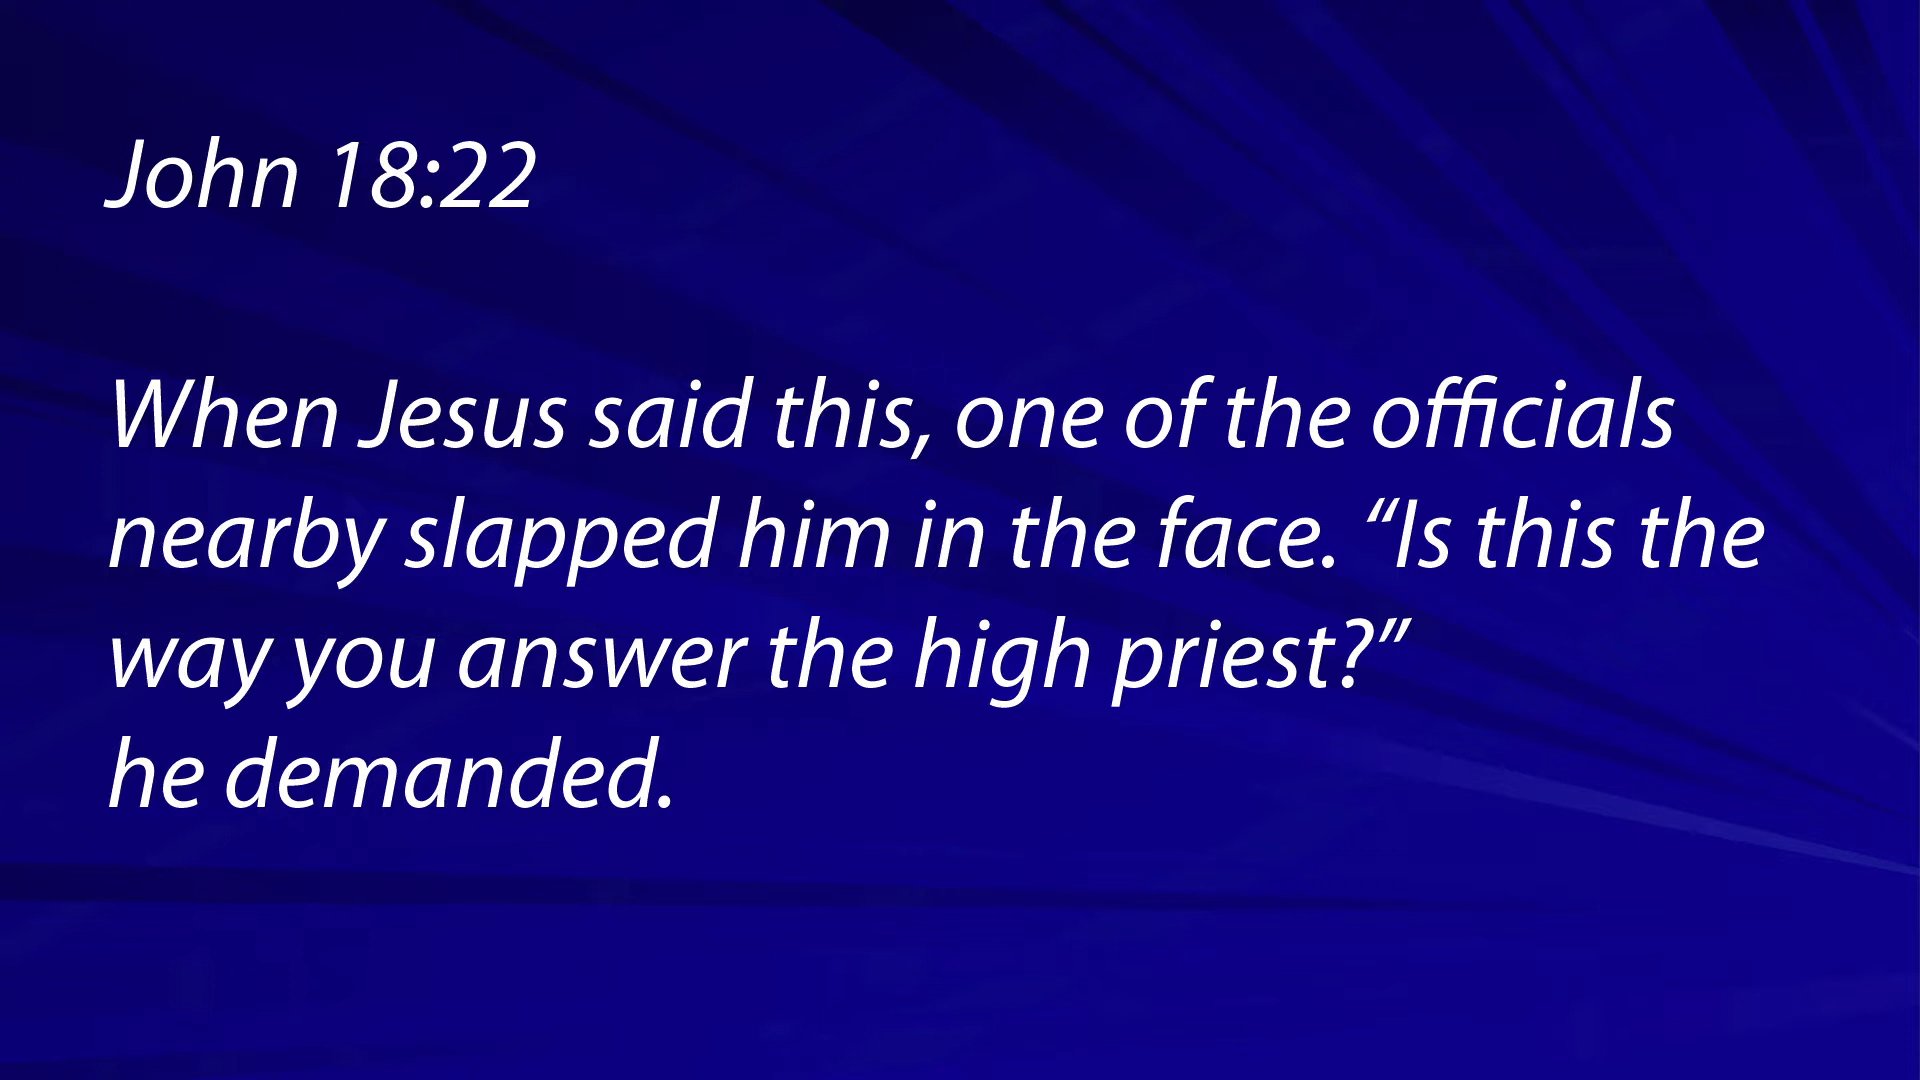 John 18:22
When Jesus said this, one of the officials
nearby slapped him in the face. “Is this the
way you answer the high priest?”
he demanded.